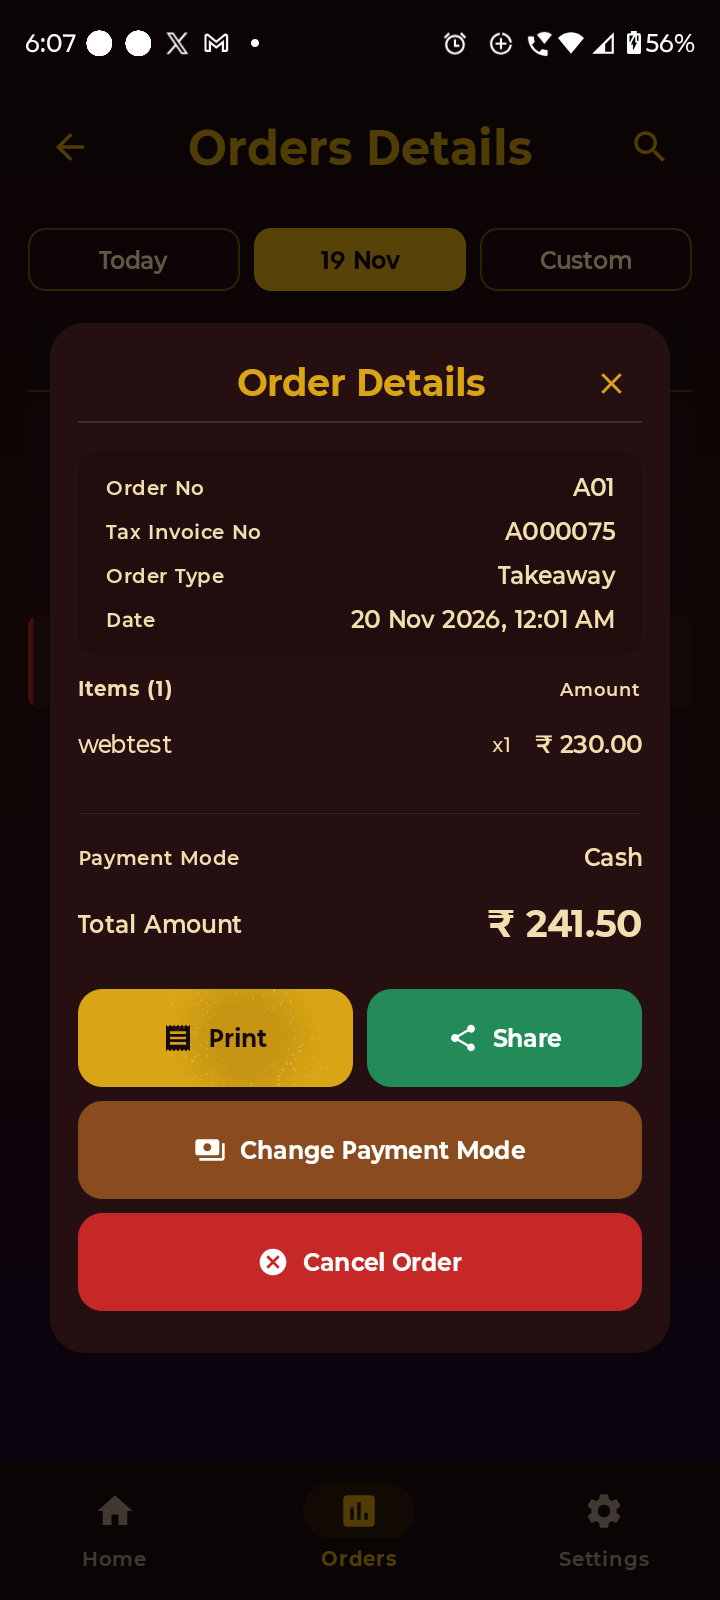 6:07 56%
Orders Details
Today 19 Nov Custom
Order Details
Order No A01
Tax Invoice No A000075
Order Type Takeaway
Date 20 Nov 2026, 12:01 AM
Items (1) Amount
webtest x1 ₹ 230.00
Payment Mode Cash
Total Amount ₹ 241.50
Print Share
Change Payment Mode
Cancel Order
Home Orders Settings